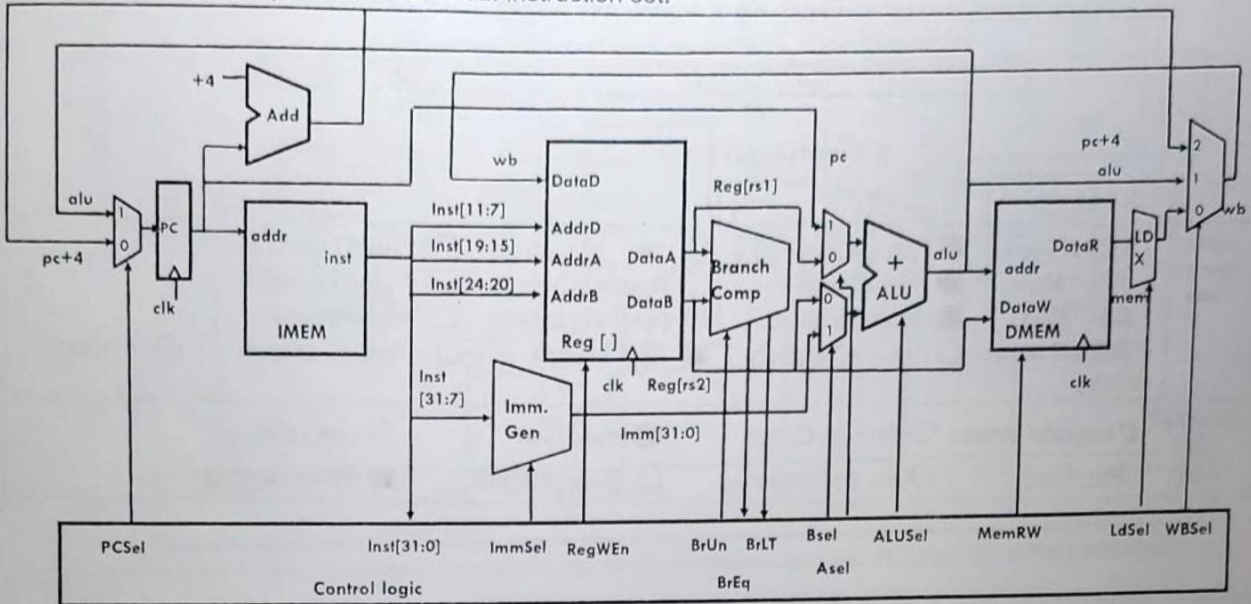 instruction set.
+4
Add
pc
wb
DataD
Reg[rs1]
pc+4
alu
2
1
0
wb
alu
1
0
pc+4
PC
clk
addr
inst
IMEM
Inst[11:7]
AddrD
Inst[19:15]
AddrA
Inst[24:20]
AddrB
DataA
DataB
Reg [ ]
clk
Reg[rs2]
Branch
Comp
1
0
0
1
+
ALU
alu
addr
DataR
DataW
DMEM
clk
LD
X
mem
Inst
[31:7]
Imm.
Gen
Imm[31:0]
PCSel
Inst[31:0]
ImmSel
RegWEn
BrUn
BrLT
BrEq
Bsel
Asel
ALUSel
MemRW
LdSel
WBSel
Control logic